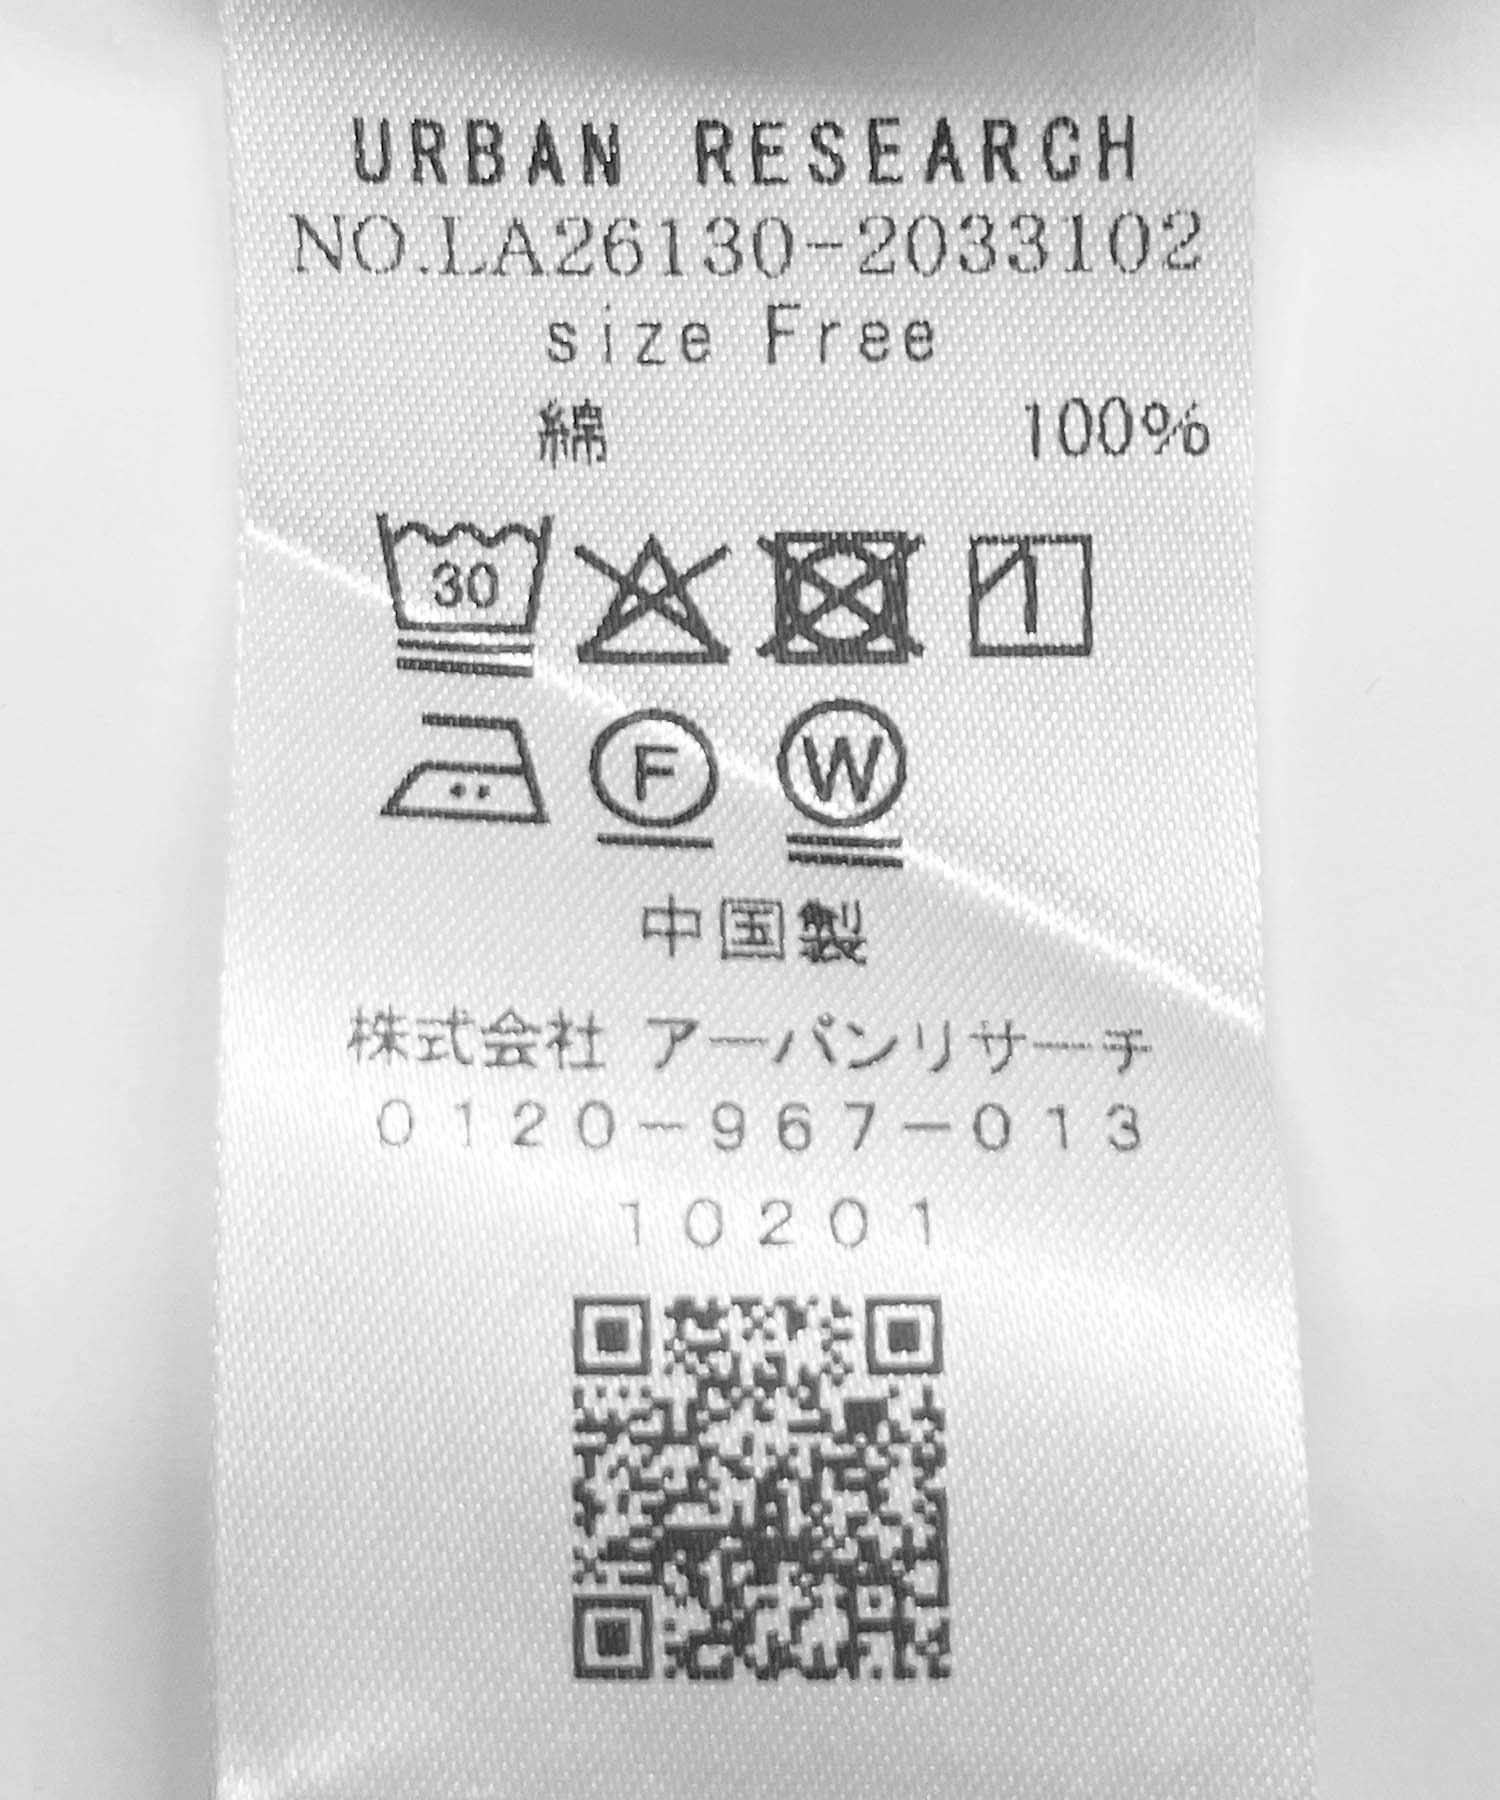 URBAN RESEARCH
NO.LA26130-2033102
size Free
綿 100%
30
F W
中国製
株式会社 アーバンリサーチ
0120-967-013
10201